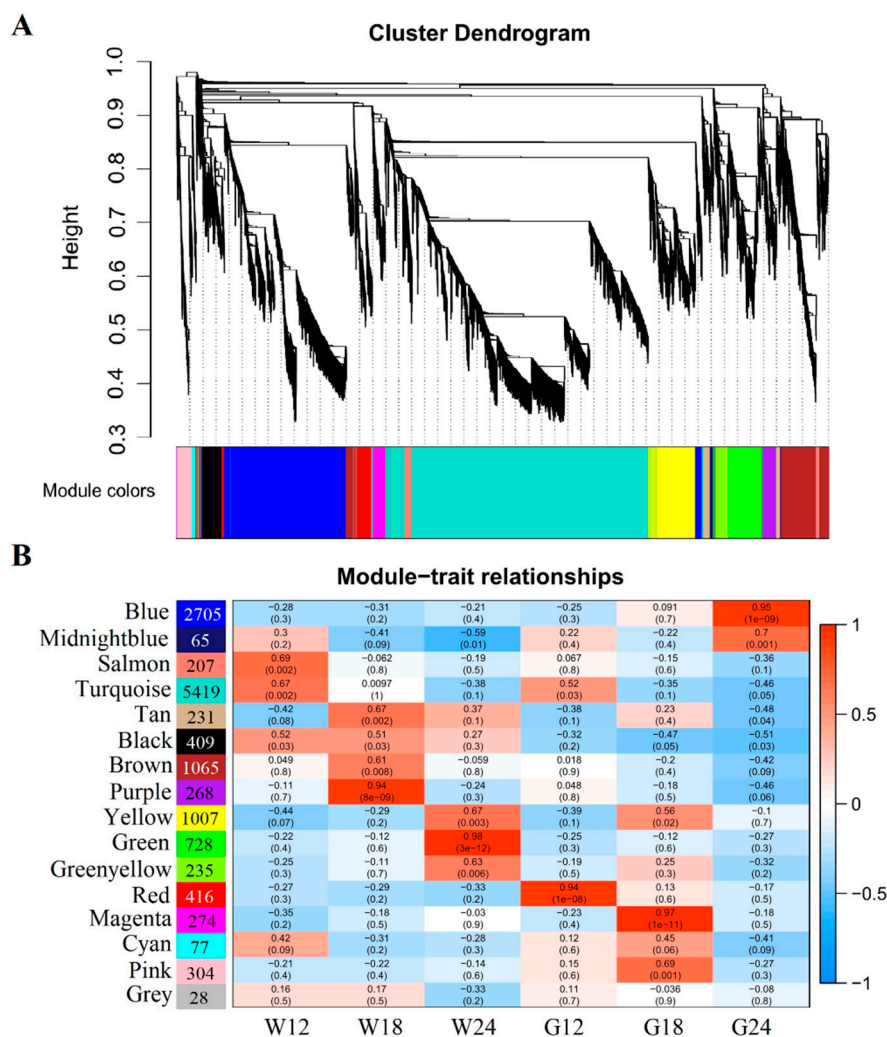 A
Cluster Dendrogram
Height
1.0
0.9
0.8
0.7
0.6
0.5
0.4
0.3
Module colors
B
Module−trait relationships
Blue 2705 −0.28 −0.31 −0.21 −0.25 0.091 0.95
(0.3) (0.2) (0.4) (0.3) (0.7) (1e−09)
Midnightblue 65 0.3 −0.41 −0.59 0.22 −0.22 0.7
(0.2) (0.09) (0.01) (0.4) (0.4) (0.001)
Salmon 207 0.69 −0.062 −0.19 0.067 −0.15 −0.36
(0.002) (0.8) (0.5) (0.8) (0.6) (0.1)
Turquoise 5419 0.67 0.0097 −0.38 0.52 −0.35 −0.46
(0.002) (1) (0.1) (0.03) (0.1) (0.05)
Tan 231 −0.42 0.67 0.37 −0.38 0.23 −0.48
(0.08) (0.002) (0.1) (0.1) (0.4) (0.04)
Black 409 0.52 0.51 0.27 −0.32 −0.47 −0.51
(0.03) (0.03) (0.3) (0.2) (0.05) (0.03)
Brown 1065 0.049 0.61 −0.059 0.018 −0.2 −0.42
(0.8) (0.008) (0.8) (0.9) (0.4) (0.09)
Purple 268 −0.11 0.94 −0.24 0.048 −0.18 −0.46
(0.7) (8e−09) (0.3) (0.8) (0.5) (0.06)
Yellow 1007 −0.44 −0.29 0.67 −0.39 0.56 −0.1
(0.07) (0.2) (0.003) (0.1) (0.02) (0.7)
Green 728 −0.22 −0.12 0.98 −0.25 −0.12 −0.27
(0.4) (0.6) (3e−12) (0.3) (0.6) (0.3)
Greenyellow 235 −0.25 −0.11 0.63 −0.19 0.25 −0.32
(0.3) (0.7) (0.006) (0.5) (0.3) (0.2)
Red 416 −0.27 −0.29 −0.33 0.94 0.13 −0.17
(0.3) (0.2) (0.2) (1e−08) (0.6) (0.5)
Magenta 274 −0.35 −0.18 −0.03 −0.23 0.97 −0.18
(0.2) (0.5) (0.9) (0.4) (1e−11) (0.5)
Cyan 77 0.42 −0.31 −0.28 0.12 0.45 −0.41
(0.09) (0.2) (0.3) (0.6) (0.06) (0.09)
Pink 304 −0.21 −0.22 −0.14 0.15 0.69 −0.27
(0.4) (0.4) (0.6) (0.6) (0.001) (0.3)
Grey 28 0.16 0.17 −0.33 0.11 −0.036 −0.08
(0.5) (0.5) (0.2) (0.7) (0.9) (0.8)
W12 W18 W24 G12 G18 G24
1
0.5
0
−0.5
−1